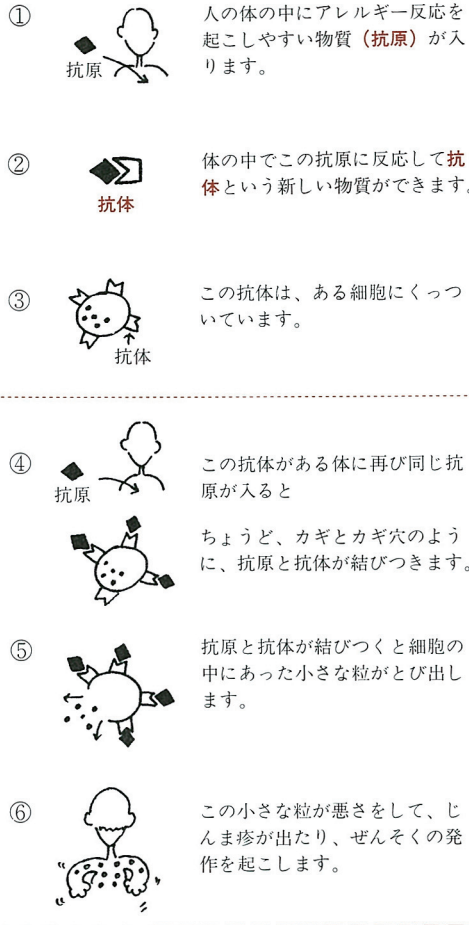 ①
人の体の中にアレルギー反応を
起こしやすい物質（抗原）が入
ります。
抗原
②
体の中でこの抗原に反応して抗
体という新しい物質ができます。
抗体
③
この抗体は、ある細胞にくっつ
いています。
抗体
④
この抗体がある体に再び同じ抗
原が入ると
抗原
ちょうど、カギとカギ穴のよう
に、抗原と抗体が結びつきます。
⑤
抗原と抗体が結びつくと細胞の
中にあった小さな粒がとび出し
ます。
⑥
この小さな粒が悪さをして、じ
んま疹が出たり、ぜんそくの発
作を起こします。